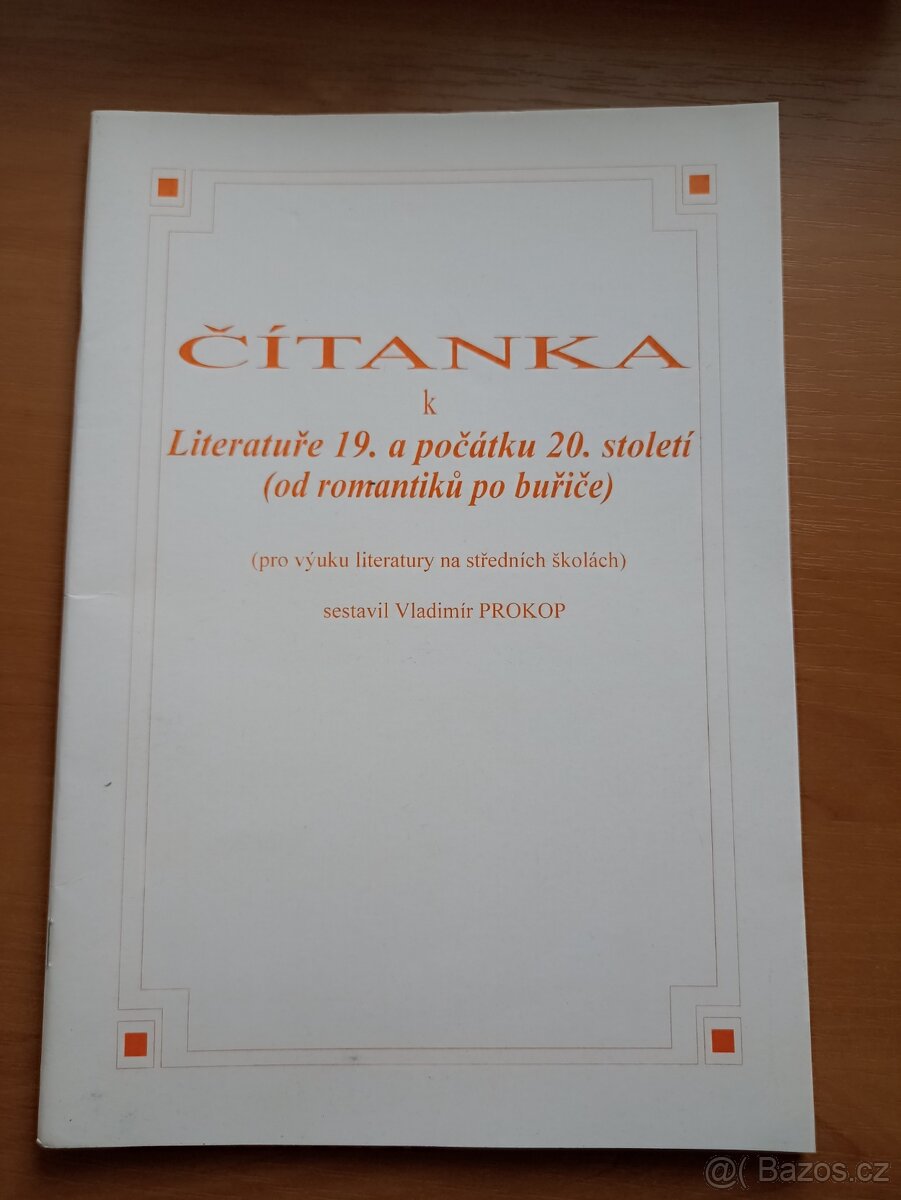 ČÍTANKA
k
Literatuře 19. a počátku 20. století
(od romantiků po buřiče)
(pro výuku literatury na středních školách)
sestavil Vladimír PROKOP
@( Bazos.cz